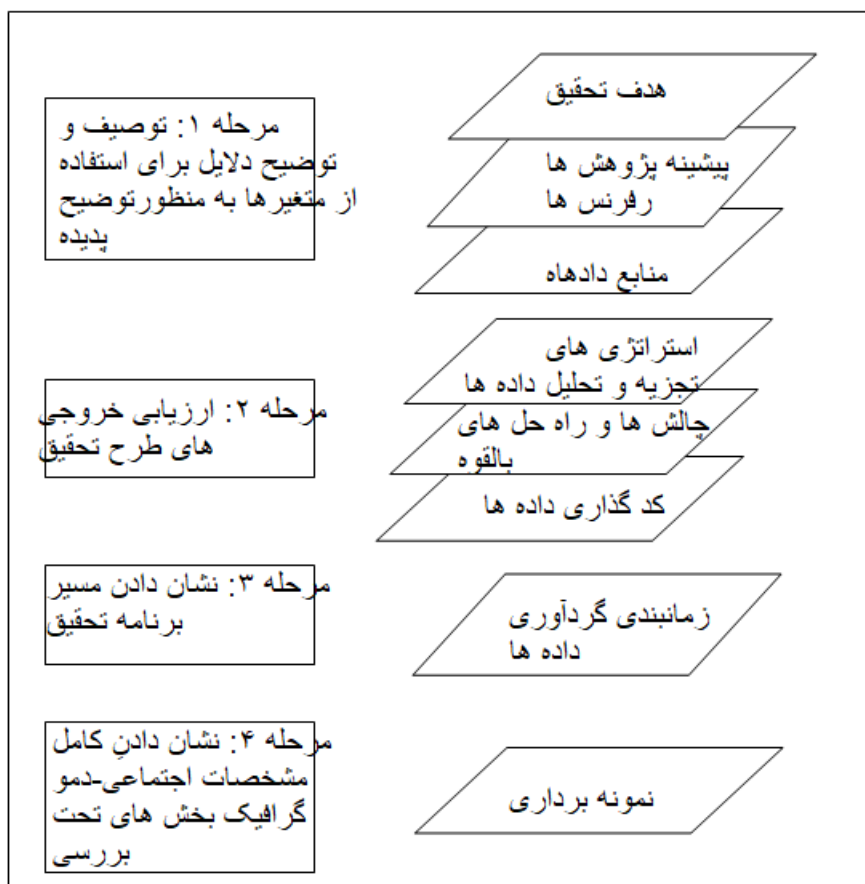 هدف تحقیق
مرحله ۱: توصیف و
توضیح دلایل برای استفاده
از متغیرها به منظورتوضیح
پدیده
پیشینه پژوهش ها
رفرنس ها
منابع دادهاه
استراتژی های
تجزیه و تحلیل داده ها
مرحله ۲: ارزیابی خروجی
های طرح تحقیق
چالش ها و راه حل های
بالقوه
کد گذاری داده ها
مرحله ۳: نشان دادن مسیر
برنامه تحقیق
زمانبندی گردآوری
داده ها
مرحله ۴: نشان دادنِ کامل
مشخصات اجتماعی-دمو
گرافیک بخش های تحت
بررسی
نمونه برداری